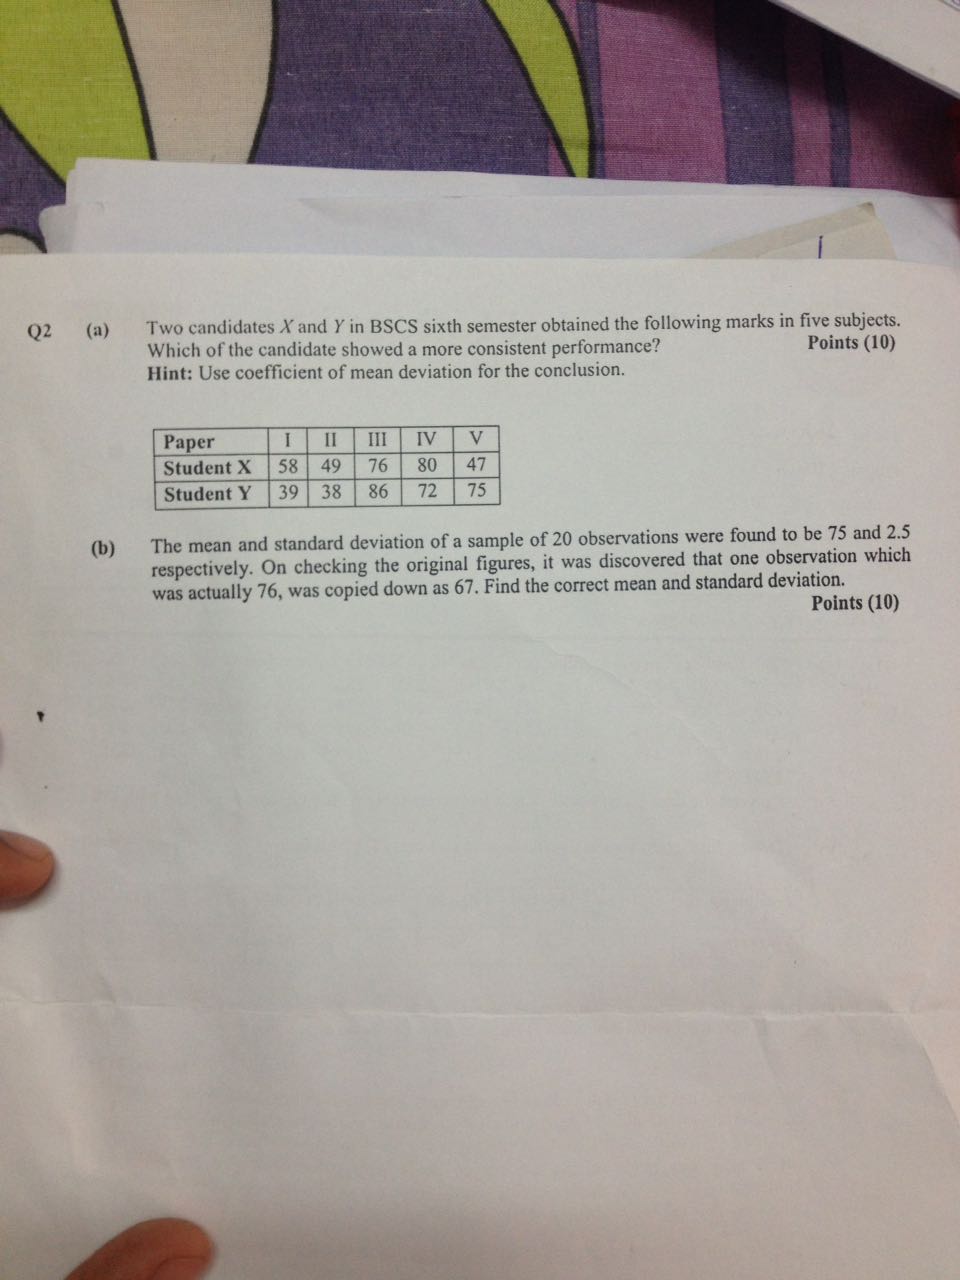 Q2 (a) Two candidates X and Y in BSCS sixth semester obtained the following marks in five subjects.
Which of the candidate showed a more consistent performance? Points (10)
Hint: Use coefficient of mean deviation for the conclusion.
Paper I II III IV V
Student X 58 49 76 80 47
Student Y 39 38 86 72 75
(b) The mean and standard deviation of a sample of 20 observations were found to be 75 and 2.5
respectively. On checking the original figures, it was discovered that one observation which
was actually 76, was copied down as 67. Find the correct mean and standard deviation.
Points (10)